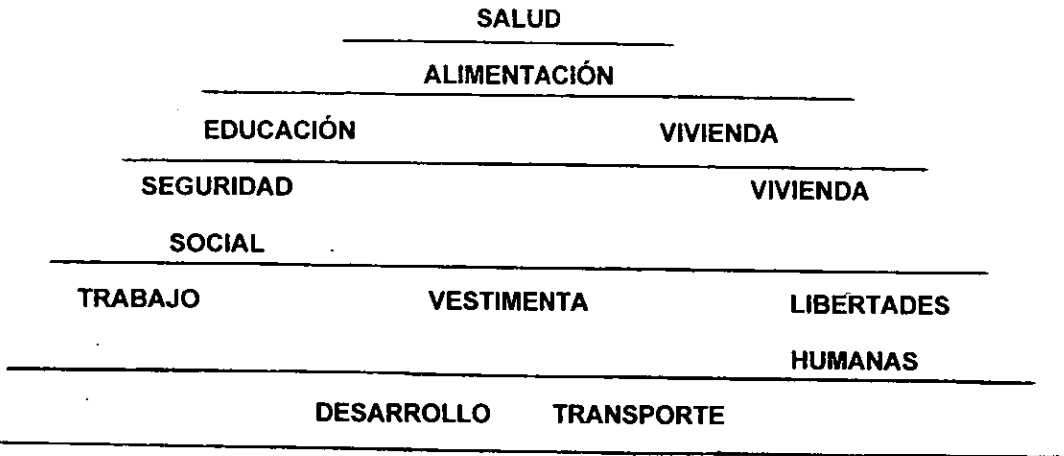 SALUD
ALIMENTACIÓN
EDUCACIÓN VIVIENDA
SEGURIDAD VIVIENDA
SOCIAL
TRABAJO VESTIMENTA LIBERTADES
HUMANAS
DESARROLLO TRANSPORTE